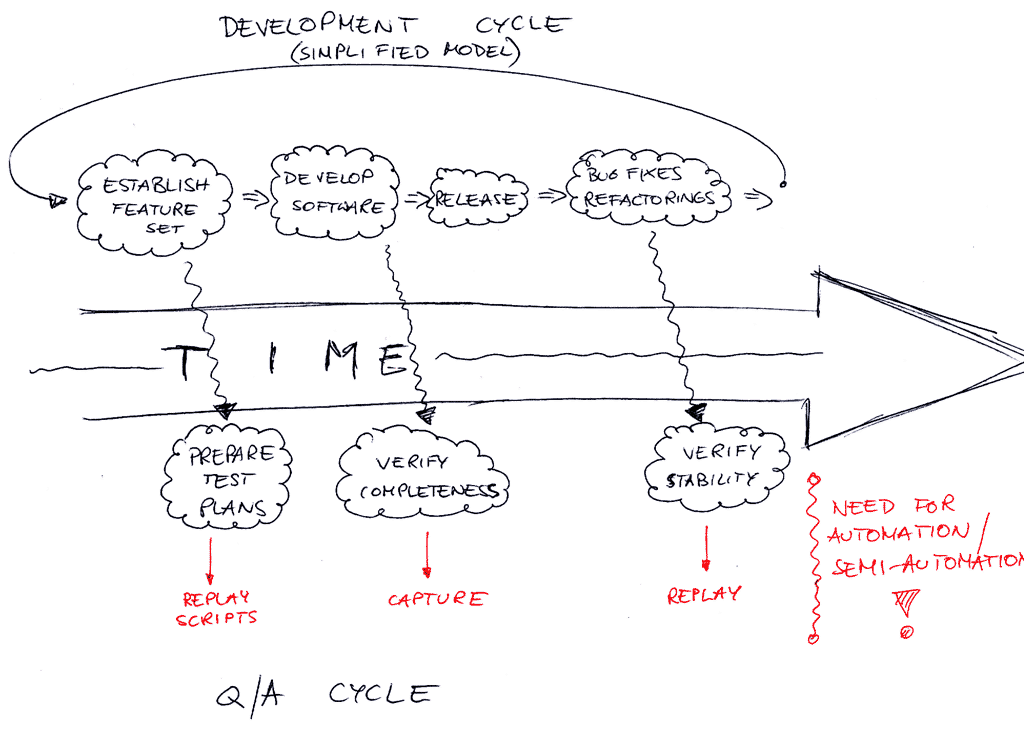 DEVELOPMENT CYCLE
(SIMPLIFIED MODEL)
ESTABLISH
FEATURE
SET
DEVELOP
SOFTWARE
RELEASE
BUG FIXES
REFACTORINGS
TIME
PREPARE
TEST
PLANS
VERIFY
COMPLETENESS
VERIFY
STABILITY
REPLAY
SCRIPTS
CAPTURE
REPLAY
NEED FOR
AUTOMATION/
SEMI-AUTOMATION
Q/A CYCLE